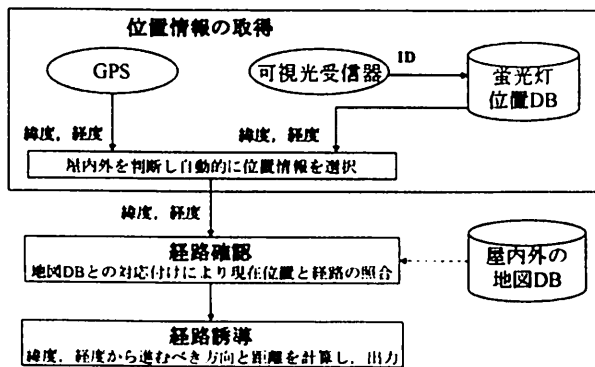 位置情報の取得
GPS
可視光受信器
ID
蛍光灯
位置DB
緯度，経度
緯度，経度
屋内外を判断し自動的に位置情報を選択
緯度，経度
経路確認
地図DBとの対応付けにより現在位置と経路の照合
屋内外の
地図DB
経路誘導
緯度，経度から進むべき方向と距離を計算し，出力